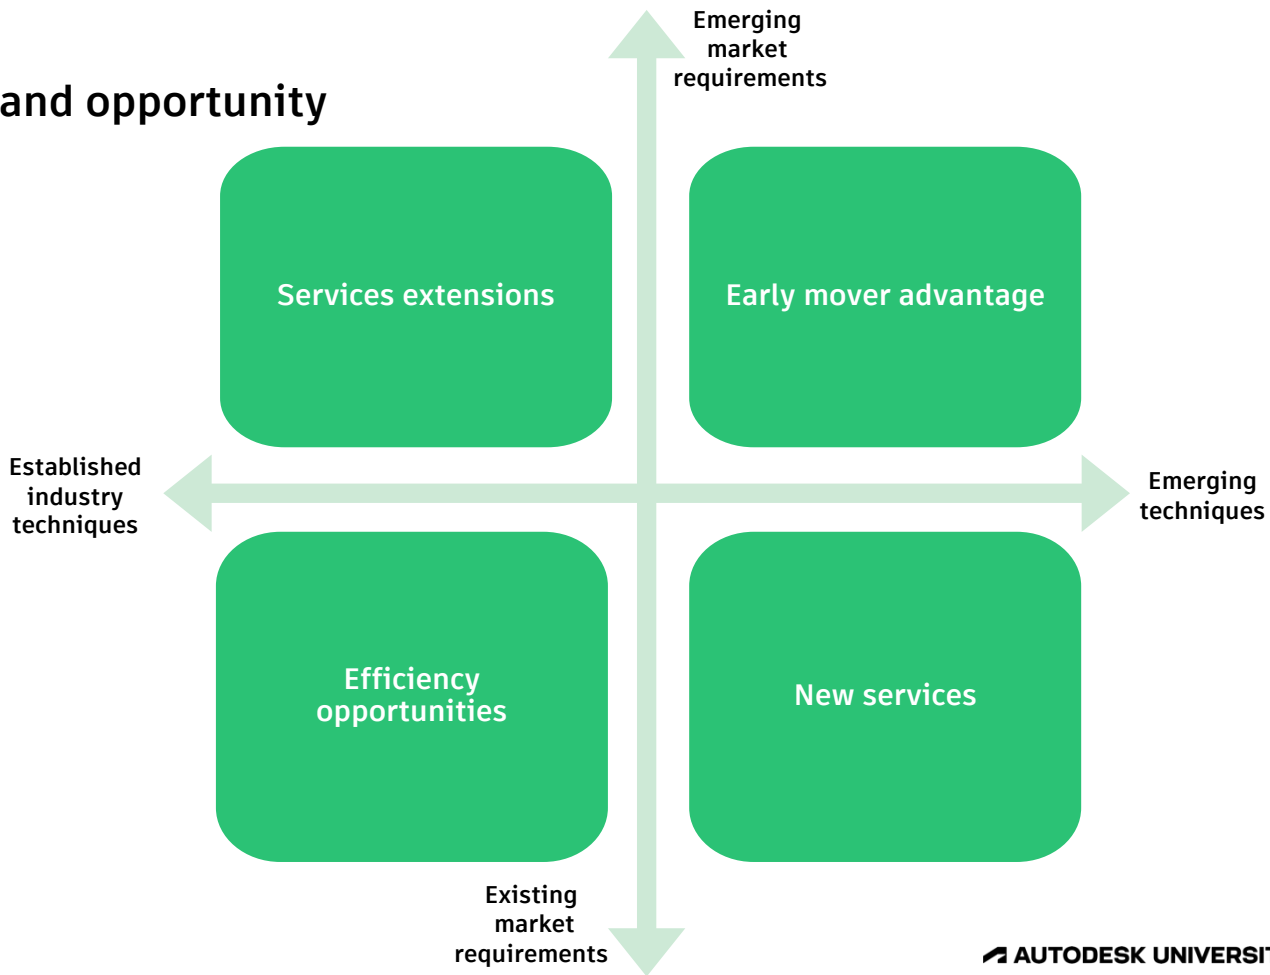 Emerging
market
requirements
and opportunity
Services extensions
Early mover advantage
Established
industry
techniques
Emerging
techniques
Efficiency
opportunities
New services
Existing
market
requirements
AUTODESK UNIVERSIT